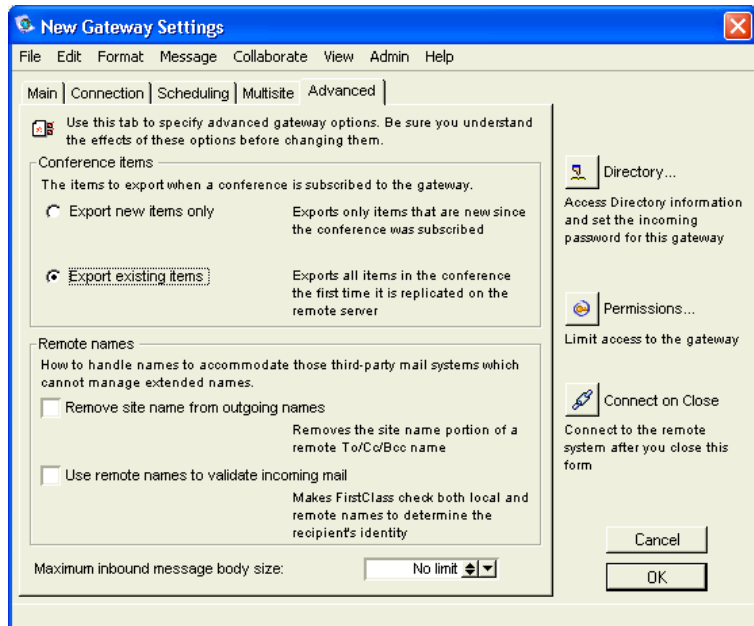 New Gateway Settings
File Edit Format Message Collaborate View Admin Help
Main Connection Scheduling Multisite Advanced
Use this tab to specify advanced gateway options. Be sure you understand
the effects of these options before changing them.
Conference items
The items to export when a conference is subscribed to the gateway.
Export new items only
Exports only items that are new since
the conference was subscribed
Export existing items
Exports all items in the conference
the first time it is replicated on the
remote server
Remote names
How to handle names to accommodate those third-party mail systems which
cannot manage extended names.
Remove site name from outgoing names
Removes the site name portion of a
remote To/Cc/Bcc name
Use remote names to validate incoming mail
Makes FirstClass check both local and
remote names to determine the
recipient's identity
Maximum inbound message body size: No limit
Directory...
Access Directory information
and set the incoming
password for this gateway
Permissions...
Limit access to the gateway
Connect on Close
Connect to the remote
system after you close this
form
Cancel
OK